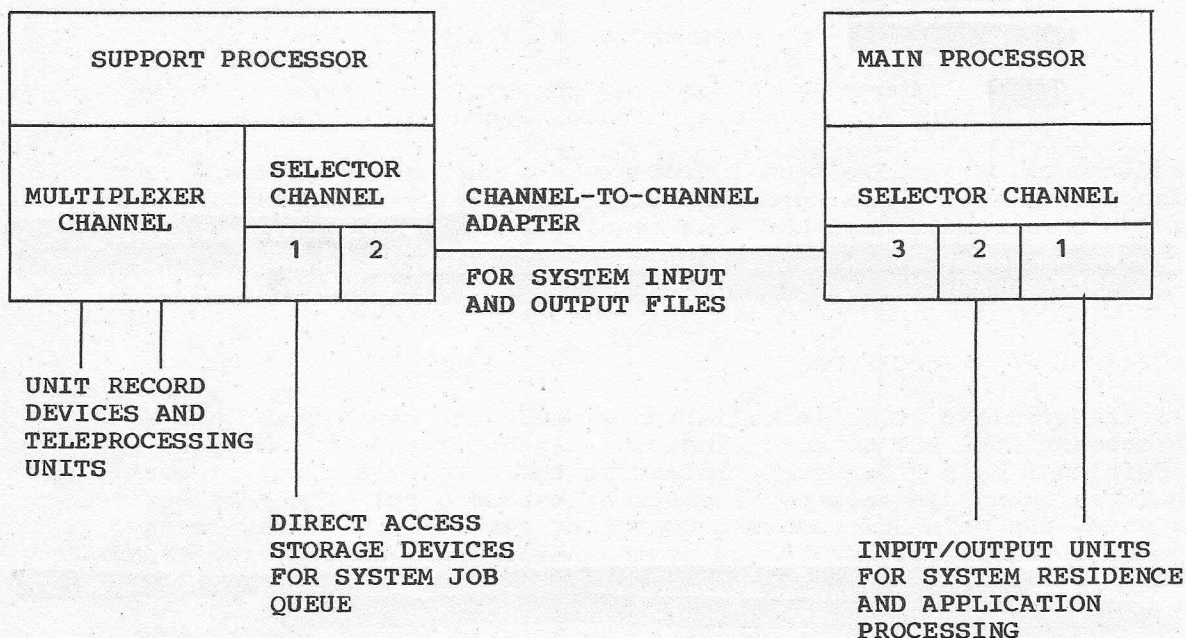 SUPPORT PROCESSOR
MULTIPLEXER
CHANNEL
SELECTOR
CHANNEL
1 2
CHANNEL-TO-CHANNEL
ADAPTER
FOR SYSTEM INPUT
AND OUTPUT FILES
MAIN PROCESSOR
SELECTOR CHANNEL
3 2 1
UNIT RECORD
DEVICES AND
TELEPROCESSING
UNITS
DIRECT ACCESS
STORAGE DEVICES
FOR SYSTEM JOB
QUEUE
INPUT/OUTPUT UNITS
FOR SYSTEM RESIDENCE
AND APPLICATION
PROCESSING